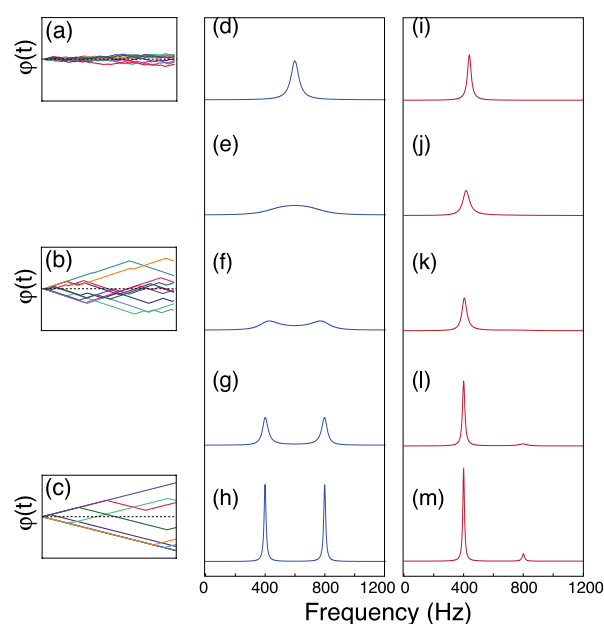 (a) (d) (i)
φ(t)
(e) (j)
(b) (f) (k)
φ(t)
(g) (l)
(c) (h) (m)
φ(t)
0 400 800 1200 0 400 800 1200
Frequency (Hz)